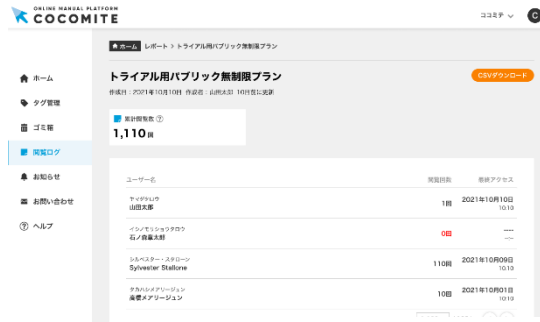 ONLINE MANUAL PLATFORM
COCOMITE
ココミテ
C
ホーム レポート > トライアル用パブリック無制限プラン
ホーム
タグ管理
ゴミ箱
閲覧ログ
お知らせ
お問い合わせ
ヘルプ
トライアル用パブリック無制限プラン
CSVダウンロード
作成日：2021年10月10日 作成者：山田太郎 10日前に更新
累計閲覧数 ?
1,110 回
ユーザー名 閲覧回数 最終アクセス
ヤマダタロウ
山田太郎 1回 2021年10月10日
10:10
イシノモリショウタロウ
石ノ森章太郎 0回 ----
--:--
シルベスター・スタローン
Sylvester Stallone 110回 2021年10月09日
10:10
タカハシメアリージュン
高橋メアリージュン 10回 2021年10月01日
10:10